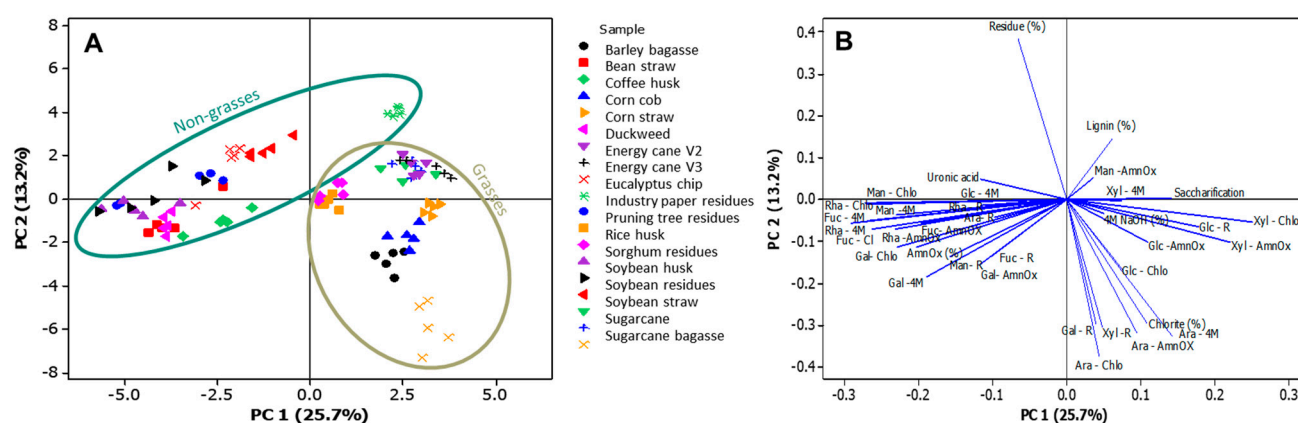 A
Non-grasses
Grasses
PC 2 (13.2%)
8
6
4
2
0
-2
-4
-6
-8
-5.0
-2.5
0.0
2.5
5.0
PC 1 (25.7%)
Sample
Barley bagasse
Bean straw
Coffee husk
Corn cob
Corn straw
Duckweed
Energy cane V2
Energy cane V3
Eucalyptus chip
Industry paper residues
Pruning tree residues
Rice husk
Sorghum residues
Soybean husk
Soybean residues
Soybean straw
Sugarcane
Sugarcane bagasse
B
PC 2 (13.2%)
0.4
0.3
0.2
0.1
0.0
-0.1
-0.2
-0.3
-0.4
Residue (%)
Lignin (%)
Man -AmnOx
Uronic acid
Man - Chlo
Glc - 4M
Xyl - 4M
Saccharification
Rha - Chlo
Man - 4M
Rha - R
Fuc - 4M
Ara - R
4M NaOH (%)
Xyl - Chlo
Rha - 4M
Fuc - AmnOX
Glc - R
Fuc - Cl
Rha -AmnOX
Glc -AmnOx
Xyl - AmnOx
Gal- Chlo
AmnOx (%)
Fuc - R
Man - R
Glc - Chlo
Gal -4M
Gal- AmnOx
Gal - R
Xyl -R
Chlorite (%)
Ara - 4M
Ara - AmnOX
Ara - Chlo
-0.3
-0.2
-0.1
0.0
0.1
0.2
0.3
PC 1 (25.7%)